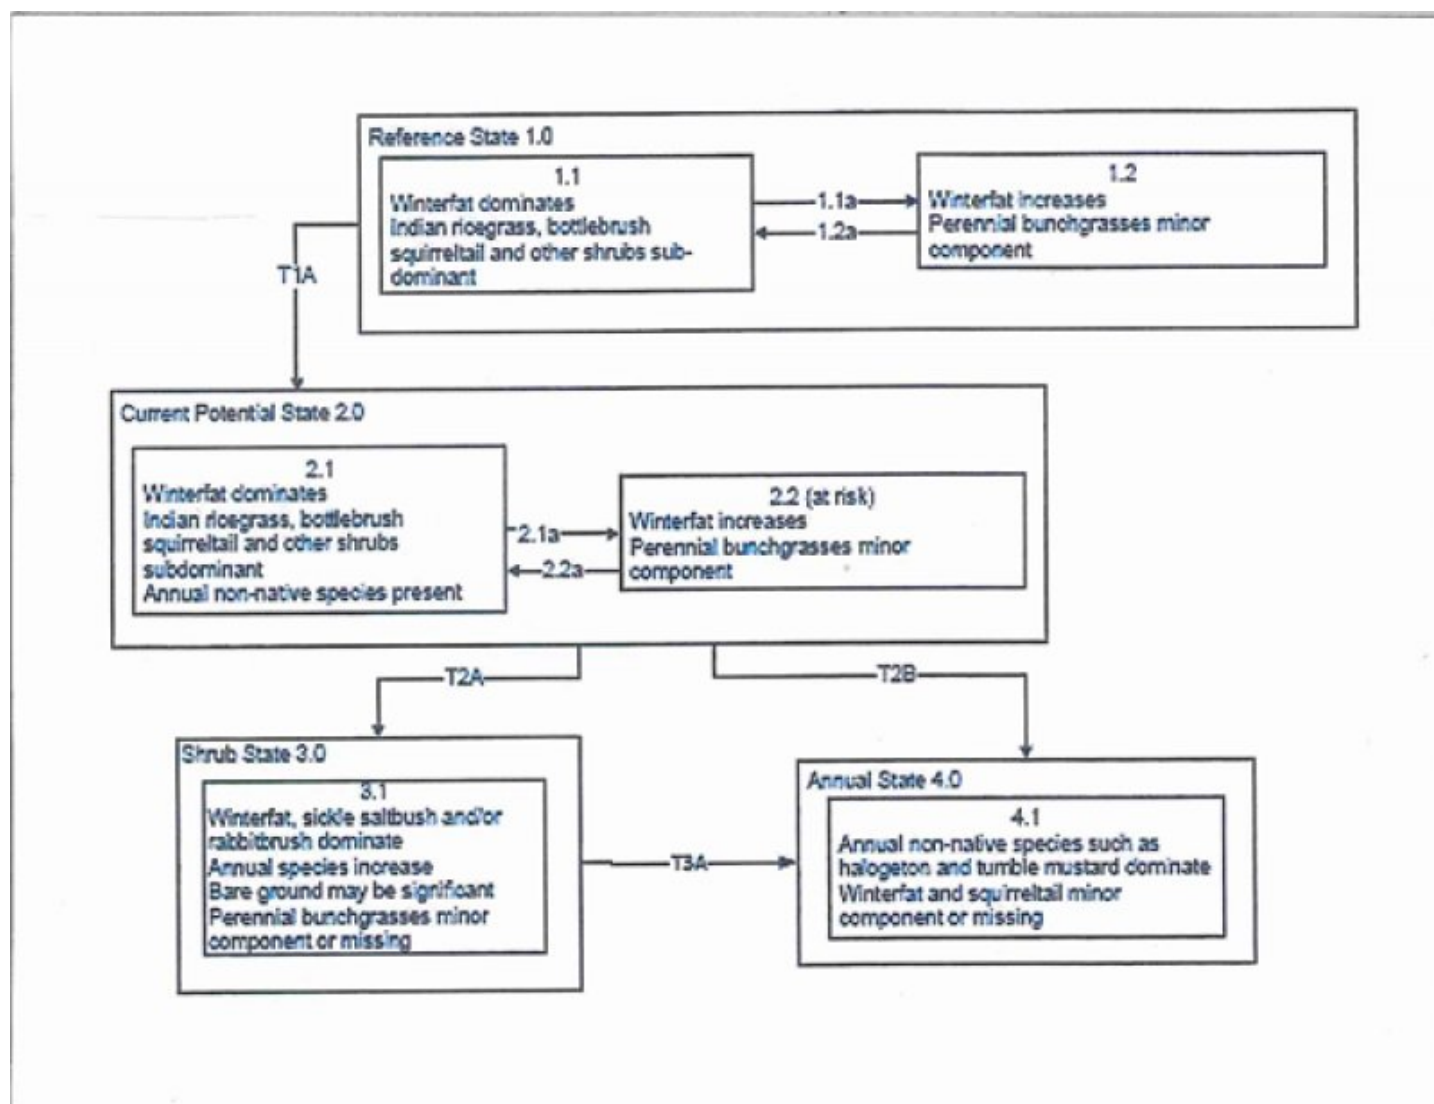 Reference State 1.0
1.1
Winterfat dominates
Indian ricegrass, bottlebrush
squirreltail and other shrubs sub-
dominant
1.1a
1.2a
1.2
Winterfat increases
Perennial bunchgrasses minor
component
T1A
Current Potential State 2.0
2.1
Winterfat dominates
Indian ricegrass, bottlebrush
squirreltail and other shrubs
subdominant
Annual non-native species present
2.1a
2.2a
2.2 (at risk)
Winterfat increases
Perennial bunchgrasses minor
component
T2A
T2B
Shrub State 3.0
3.1
Winterfat, sickle saltbush and/or
rabbitbrush dominate
Annual species increase
Bare ground may be significant
Perennial bunchgrasses minor
component or missing
T3A
Annual State 4.0
4.1
Annual non-native species such as
halogeton and tumble mustard dominate
Winterfat and squirreltail minor
component or missing